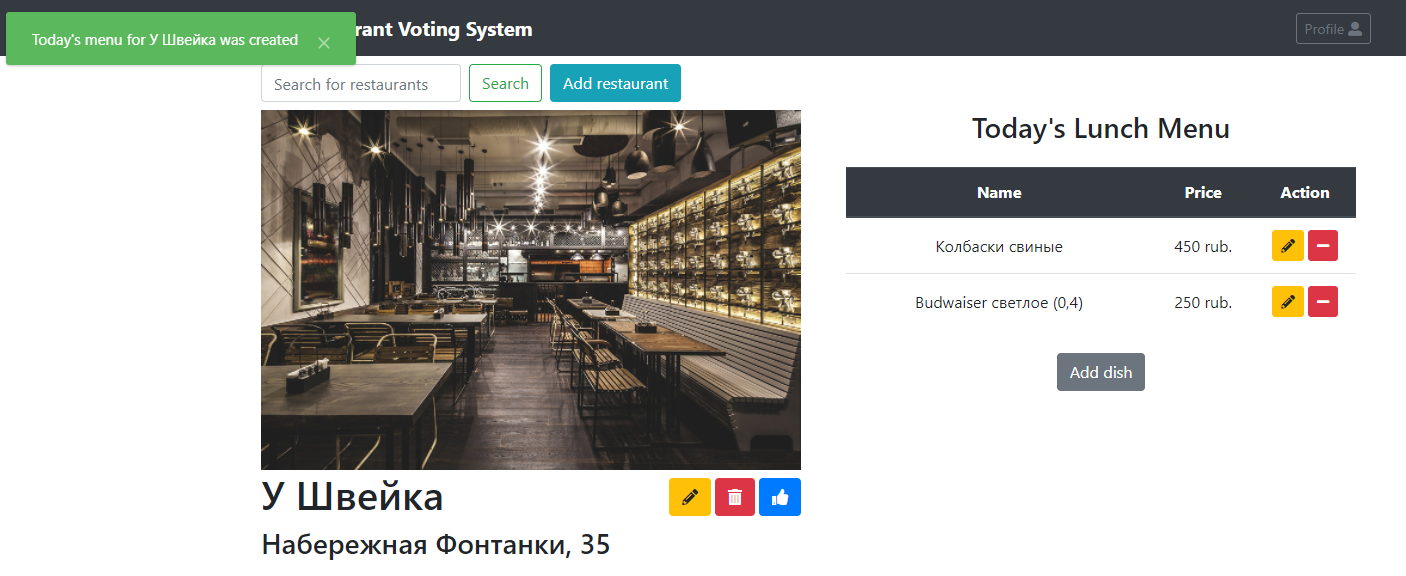 Today's menu for У Швейка was created ×
rant Voting System
Profile
Search for restaurants
Search
Add restaurant
Today's Lunch Menu
Name Price Action
Колбаски свиные 450 rub.
Budwaiser светлое (0,4) 250 rub.
Add dish
У Швейка
Набережная Фонтанки, 35